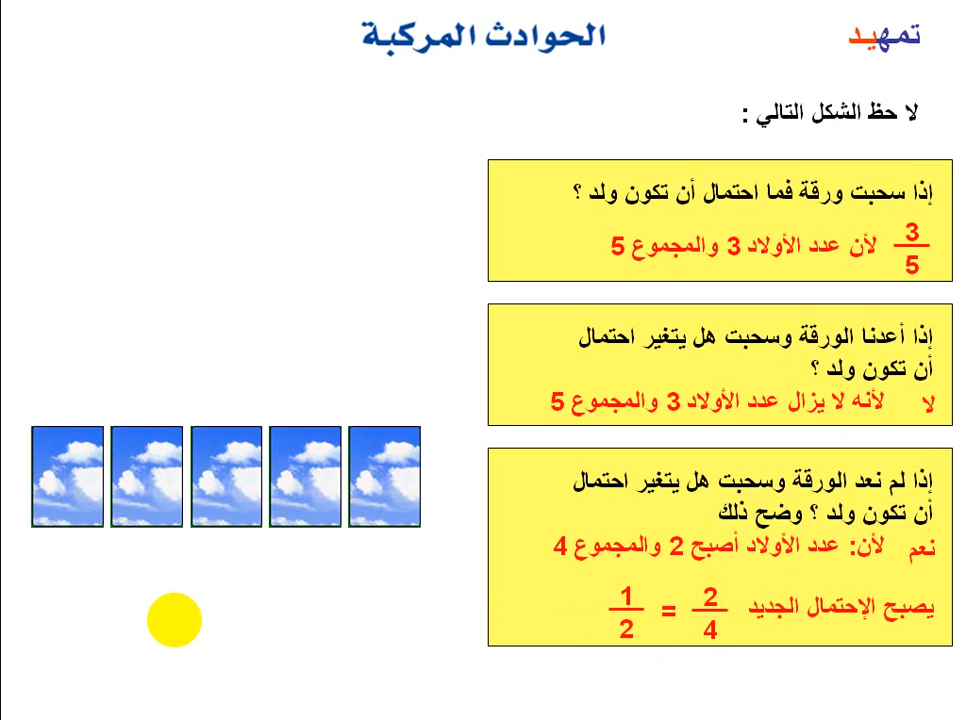 تمهيد
الحوادث المركبة
لا حظ الشكل التالي :
إذا سحبت ورقة فما احتمال أن تكون ولد ؟
3/5 لأن عدد الأولاد 3 والمجموع 5
إذا أعدنا الورقة وسحبت هل يتغير احتمال
أن تكون ولد ؟
لا لأنه لا يزال عدد الأولاد 3 والمجموع 5
إذا لم نعد الورقة وسحبت هل يتغير احتمال
أن تكون ولد ؟ وضح ذلك
نعم لأن: عدد الأولاد أصبح 2 والمجموع 4
يصبح الإحتمال الجديد 2/4 = 1/2